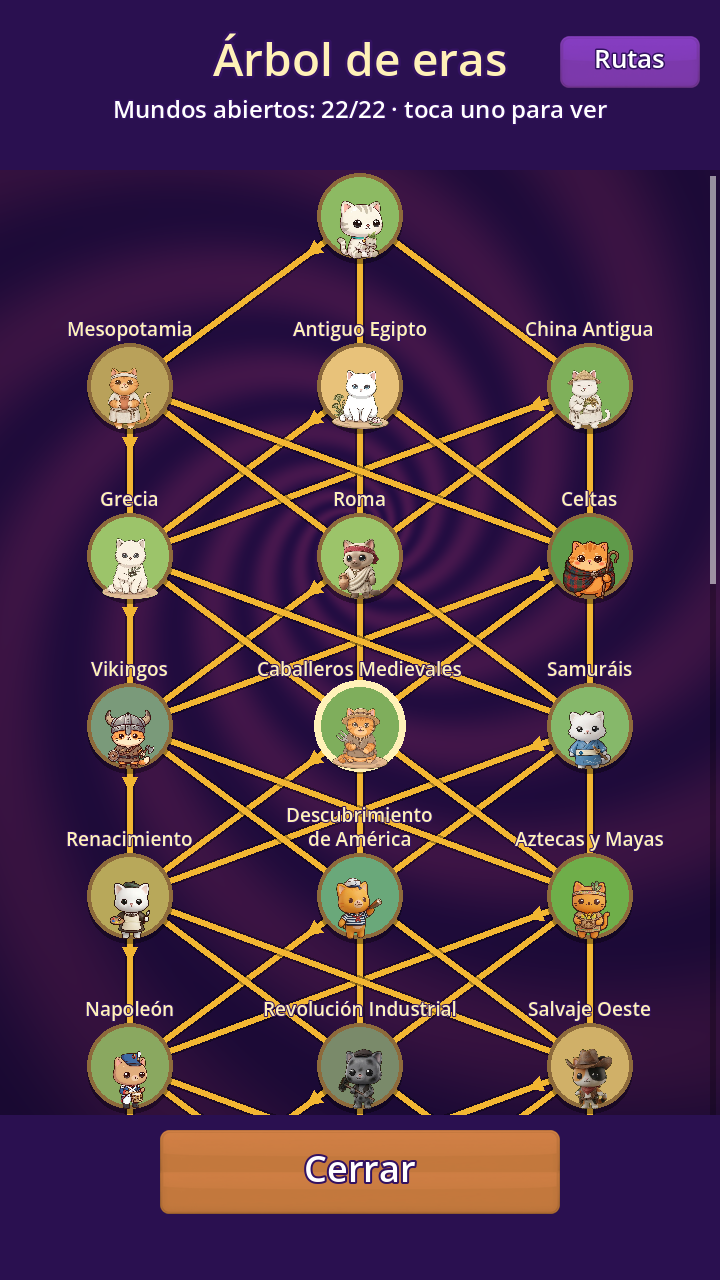 Árbol de eras
Rutas
Mundos abiertos: 22/22 · toca uno para ver
Mesopotamia
Antiguo Egipto
China Antigua
Grecia
Roma
Celtas
Vikingos
Caballeros Medievales
Samuráis
Renacimiento
Descubrimiento
de América
Aztecas y Mayas
Napoleón
Revolución Industrial
Salvaje Oeste
Cerrar